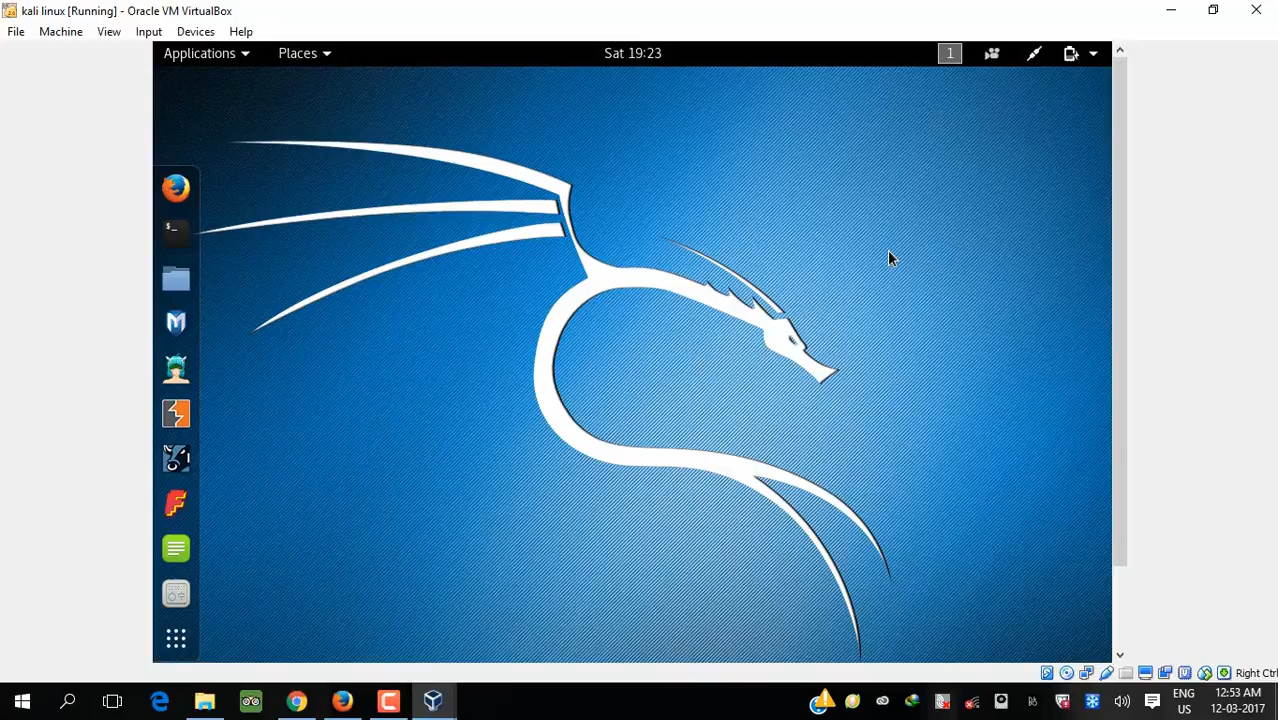 kali linux [Running] - Oracle VM VirtualBox
File Machine View Input Devices Help
Applications Places Sat 19:23 1
$_
Right Ctrl
ENG 12:53 AM
US 12-03-2017